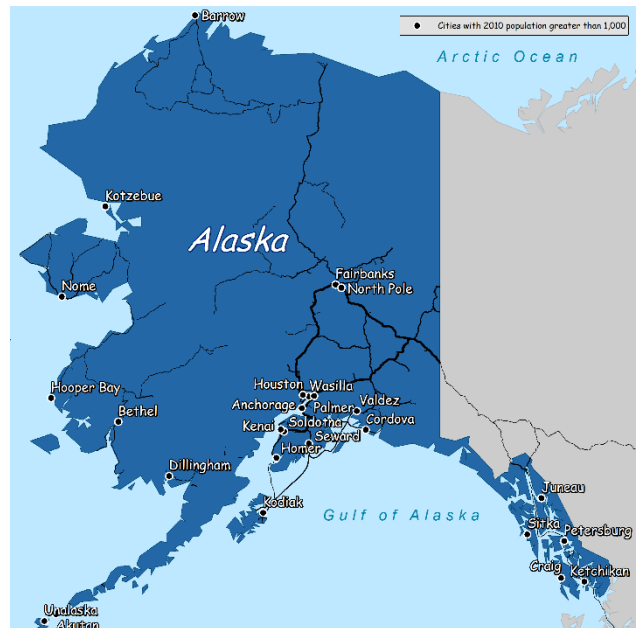 Barrow
Cities with 2010 population greater than 1,000
Arctic Ocean
Kotzebue
Alaska
Fairbanks
North Pole
Nome
Hooper Bay
Bethel
Houston
Wasilla
Anchorage
Palmer
Valdez
Kenai
Soldotna
Cordova
Seward
Homer
Dillingham
Kodiak
Gulf of Alaska
Juneau
Sitka
Petersburg
Craig
Ketchikan
Unalaska
Akutan